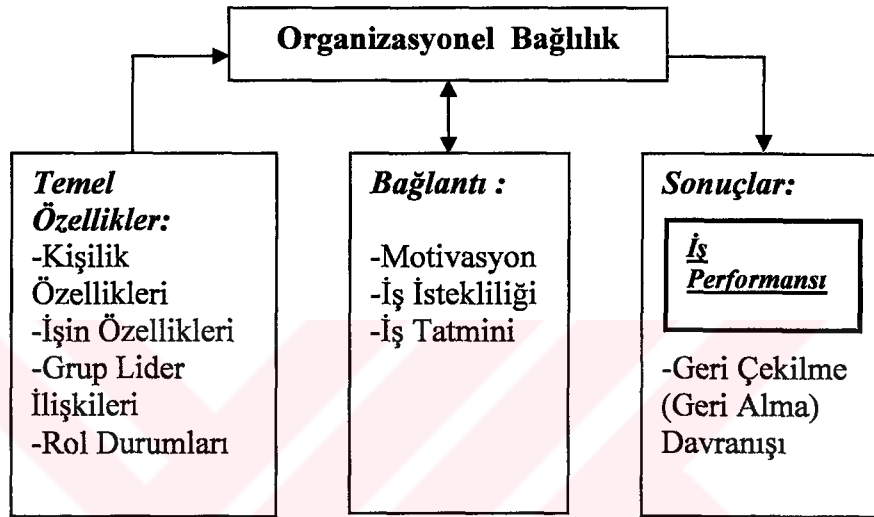 Organizasyonel Bağlılık
Temel
Özellikler:
-Kişilik
Özellikleri
-İşin Özellikleri
-Grup Lider
İlişkileri
-Rol Durumları
Bağlantı :
-Motivasyon
-İş İstekliliği
-İş Tatmini
Sonuçlar:
İş
Performansı
-Geri Çekilme
(Geri Alma)
Davranışı